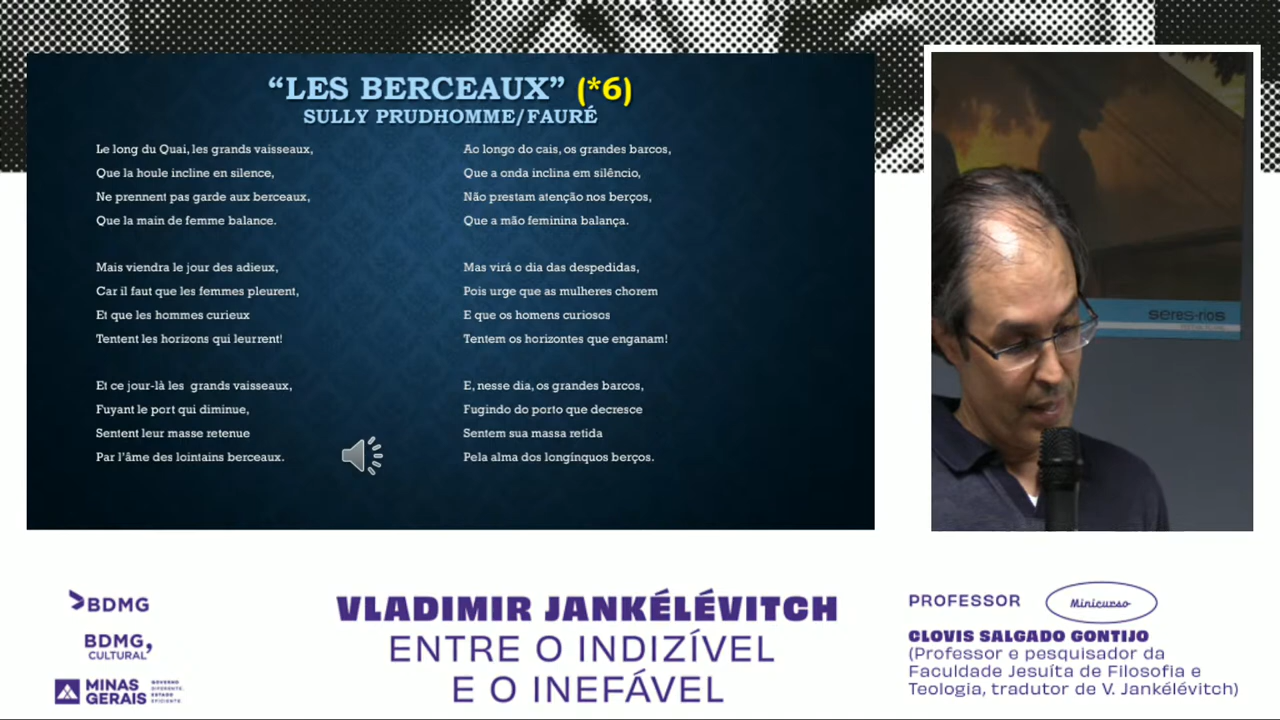 “LES BERCEAUX” (*6)
SULLY PRUDHOMME/FAURÉ
Le long du Quai, les grands vaisseaux,
Que la houle incline en silence,
Ne prennent pas garde aux berceaux,
Que la main de femme balance.
Mais viendra le jour des adieux,
Car il faut que les femmes pleurent,
Et que les hommes curieux
Tentent les horizons qui leurrent!
Et ce jour-là les grands vaisseaux,
Fuyant le port qui diminue,
Sentent leur masse retenue
Par l’âme des lointains berceaux.
Ao longo do cais, os grandes barcos,
Que a onda inclina em silêncio,
Não prestam atenção nos berços,
Que a mão feminina balança.
Mas virá o dia das despedidas,
Pois urge que as mulheres chorem
E que os homens curiosos
Tentem os horizontes que enganam!
E, nesse dia, os grandes barcos,
Fugindo do porto que decresce
Sentem sua massa retida
Pela alma dos longínquos berços.
seres-rios
BDMG
BDMG,
CULTURAL
MINAS
GERAIS
GOVERNO
DIFERENTE.
ESTADO
EFICIENTE.
VLADIMIR JANKÉLÉVITCH
ENTRE O INDIZÍVEL
E O INEFÁVEL
PROFESSOR
Minicurso
CLOVIS SALGADO GONTIJO
(Professor e pesquisador da
Faculdade Jesuíta de Filosofia e
Teologia, tradutor de V. Jankélévitch)